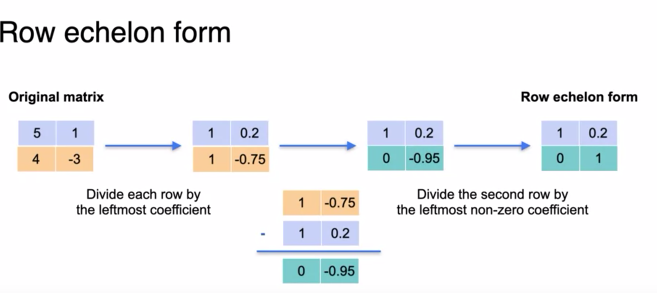 Row echelon form
Original matrix
Row echelon form
5 1
4 -3
1 0.2
1 -0.75
1 0.2
0 -0.95
1 0.2
0 1
Divide each row by
the leftmost coefficient
1 -0.75
- 1 0.2
0 -0.95
Divide the second row by
the leftmost non-zero coefficient